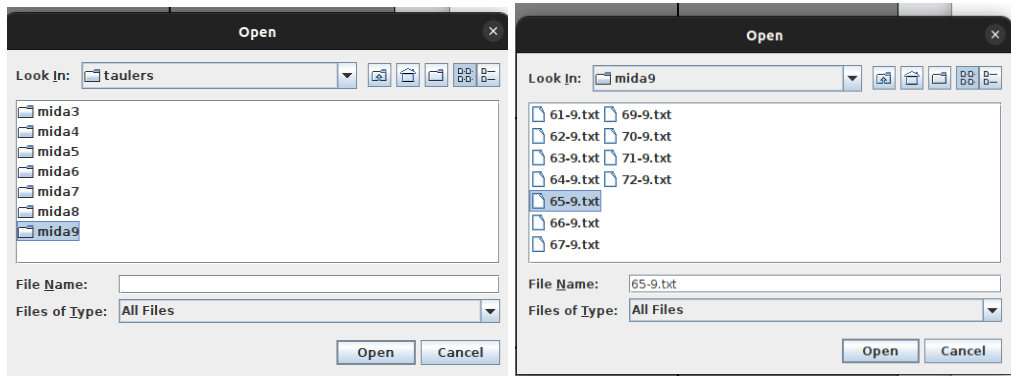 Open
Look In: taulers
mida3
mida4
mida5
mida6
mida7
mida8
mida9
File Name:
Files of Type: All Files
Open Cancel
Open
Look In: mida9
61-9.txt 69-9.txt
62-9.txt 70-9.txt
63-9.txt 71-9.txt
64-9.txt 72-9.txt
65-9.txt
66-9.txt
67-9.txt
File Name: 65-9.txt
Files of Type: All Files
Open Cancel